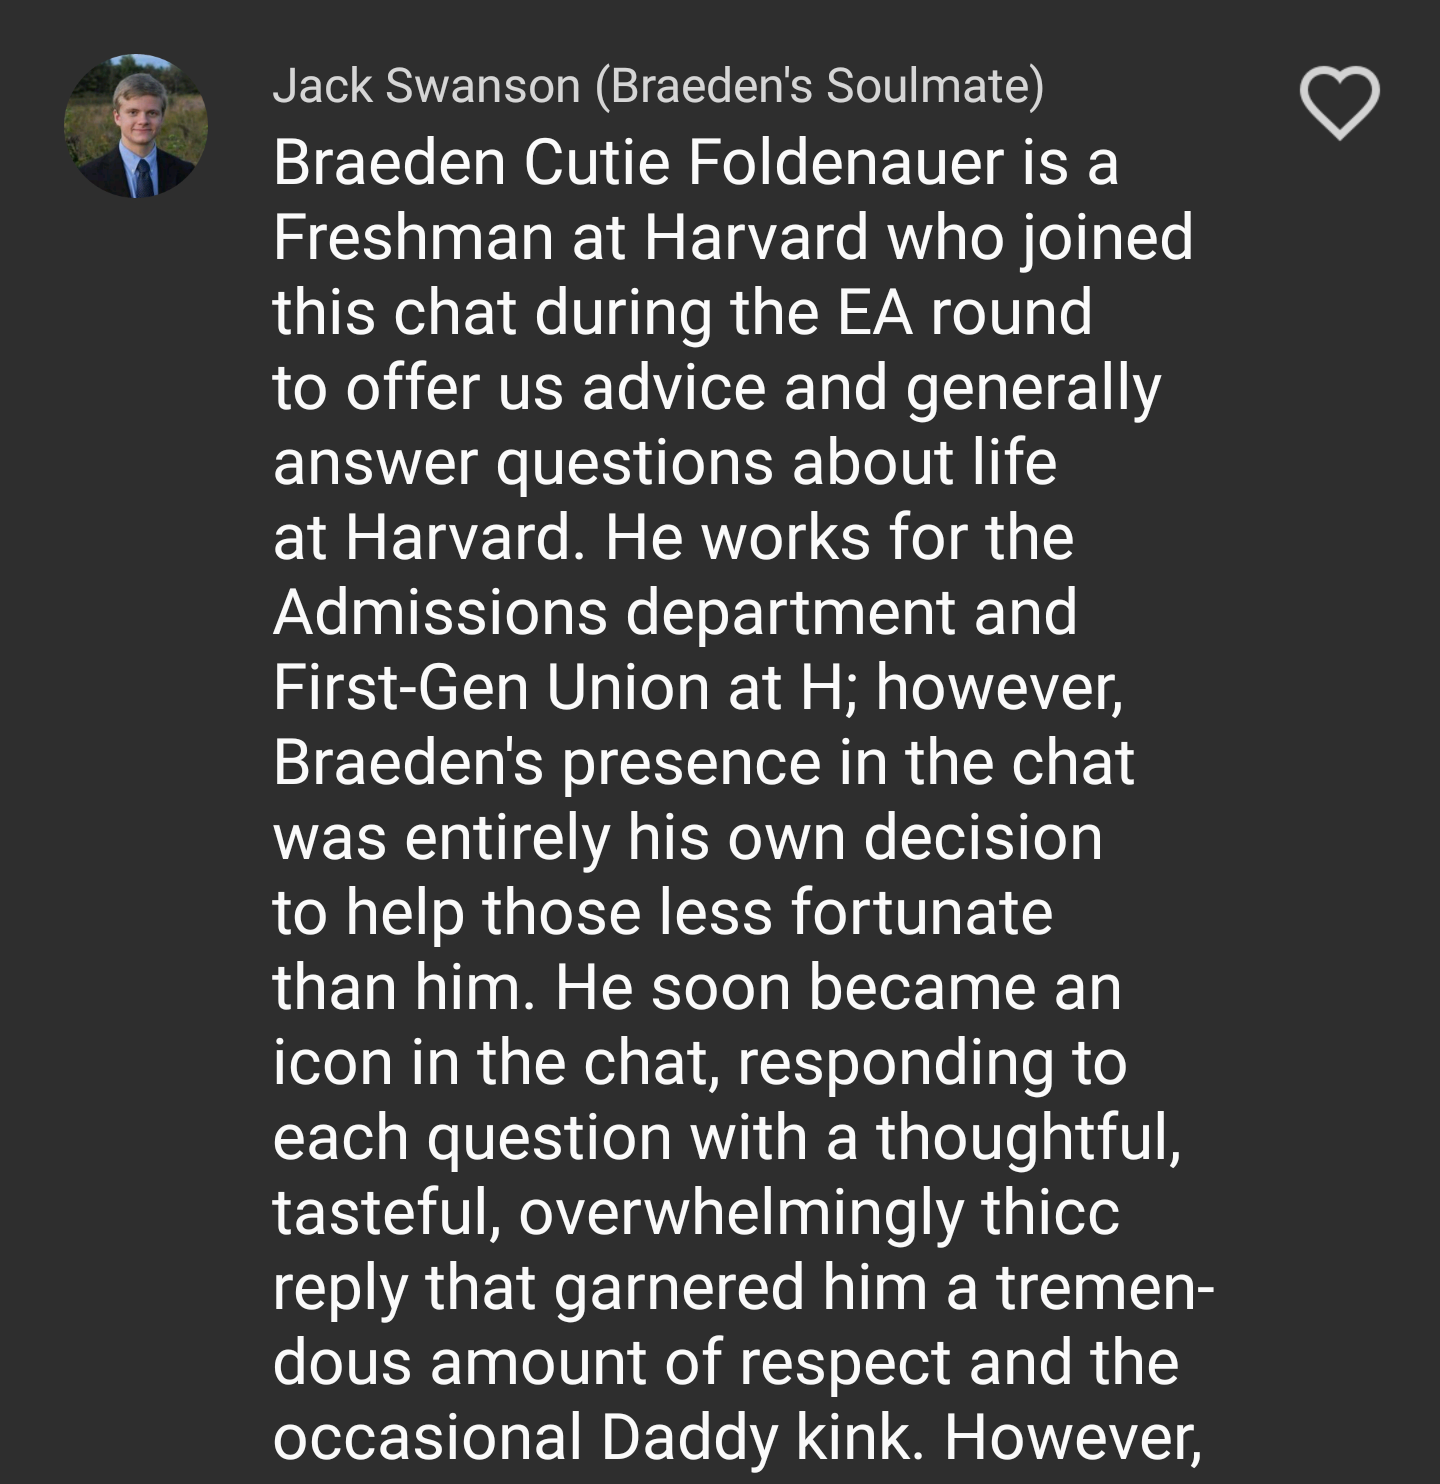 Jack Swanson (Braeden's Soulmate)
Braeden Cutie Foldenauer is a
Freshman at Harvard who joined
this chat during the EA round
to offer us advice and generally
answer questions about life
at Harvard. He works for the
Admissions department and
First-Gen Union at H; however,
Braeden's presence in the chat
was entirely his own decision
to help those less fortunate
than him. He soon became an
icon in the chat, responding to
each question with a thoughtful,
tasteful, overwhelmingly thicc
reply that garnered him a tremen-
dous amount of respect and the
occasional Daddy kink. However,